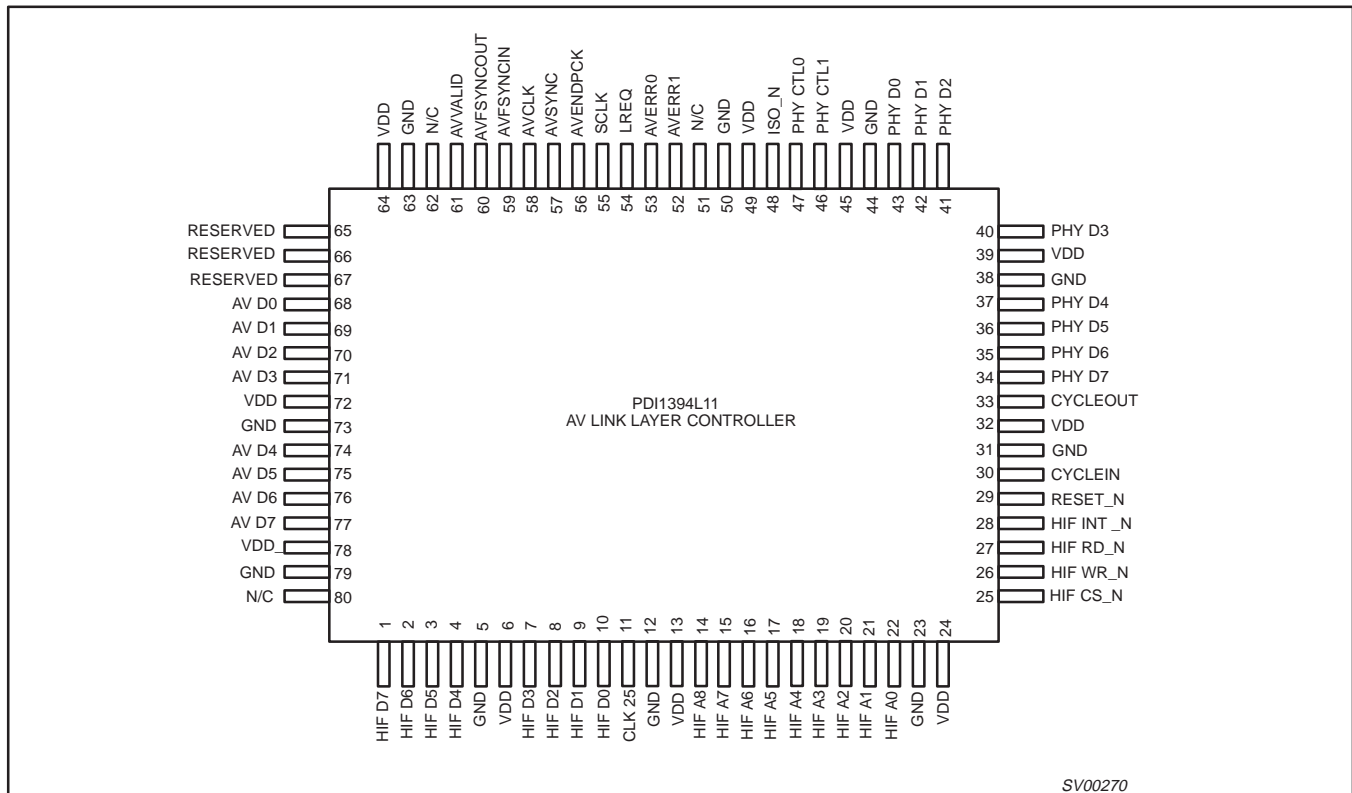 VDD
GND
N/C
AVVALID
AVFSYNCOUT
AVFSYNCIN
AVCLK
AVSYNC
AVENDPCK
SCLK
LREQ
AVERR0
AVERR1
N/C
GND
VDD
ISO_N
PHY CTL0
PHY CTL1
VDD
GND
PHY D0
PHY D1
PHY D2
64 63 62 61 60 59 58 57 56 55 54 53 52 51 50 49 48 47 46 45 44 43 42 41
RESERVED 65
RESERVED 66
RESERVED 67
AV D0 68
AV D1 69
AV D2 70
AV D3 71
VDD 72
GND 73
AV D4 74
AV D5 75
AV D6 76
AV D7 77
VDD_ 78
GND 79
N/C 80
PDI1394L11
AV LINK LAYER CONTROLLER
40 PHY D3
39 VDD
38 GND
37 PHY D4
36 PHY D5
35 PHY D6
34 PHY D7
33 CYCLEOUT
32 VDD
31 GND
30 CYCLEIN
29 RESET_N
28 HIF INT _N
27 HIF RD_N
26 HIF WR_N
25 HIF CS_N
1 2 3 4 5 6 7 8 9 10 11 12 13 14 15 16 17 18 19 20 21 22 23 24
HIF D7
HIF D6
HIF D5
HIF D4
GND
VDD
HIF D3
HIF D2
HIF D1
HIF D0
CLK 25
GND
VDD
HIF A8
HIF A7
HIF A6
HIF A5
HIF A4
HIF A3
HIF A2
HIF A1
HIF A0
GND
VDD
SV00270